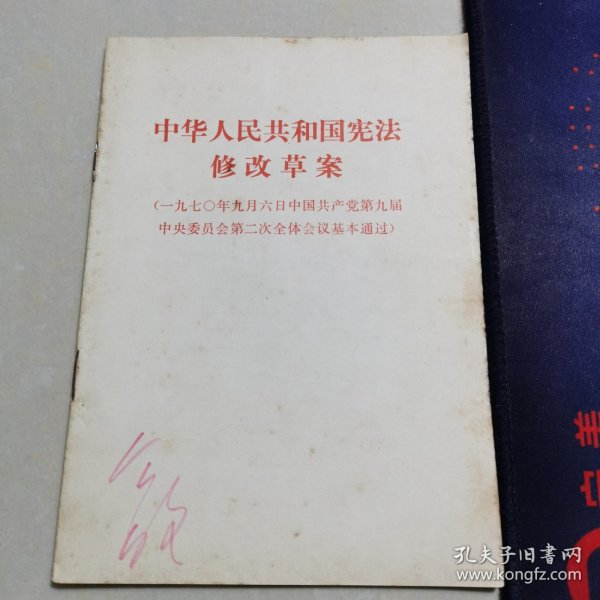 中华人民共和国宪法
修改草案
（一九七〇年九月六日中国共产党第九届
中央委员会第二次全体会议基本通过）
孔夫子旧书网
www.kongfz.com